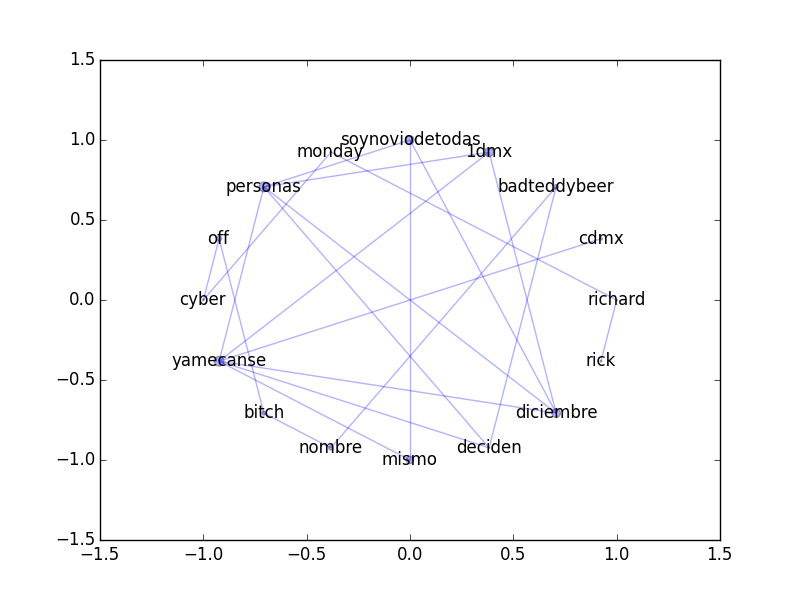 1.5
soynoviodetodas
1.0
monday
1dmx
personas
badteddybeer
0.5
off
cdmx
0.0
cyber
richard
yamecanse
rick
−0.5
bitch
diciembre
nombre
deciden
−1.0
mismo
−1.5
−1.5 −1.0 −0.5 0.0 0.5 1.0 1.5